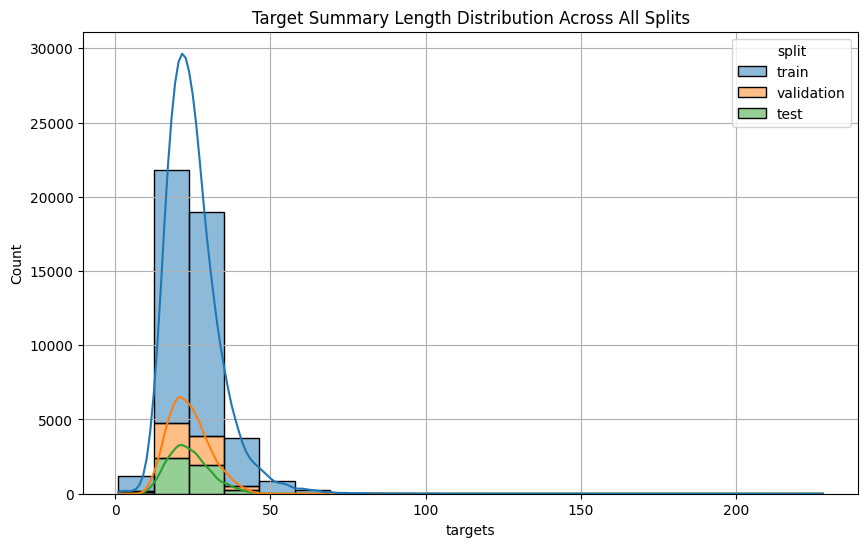 Target Summary Length Distribution Across All Splits
30000
25000
20000
15000
10000
5000
0
Count
0 50 100 150 200
targets
split
train
validation
test